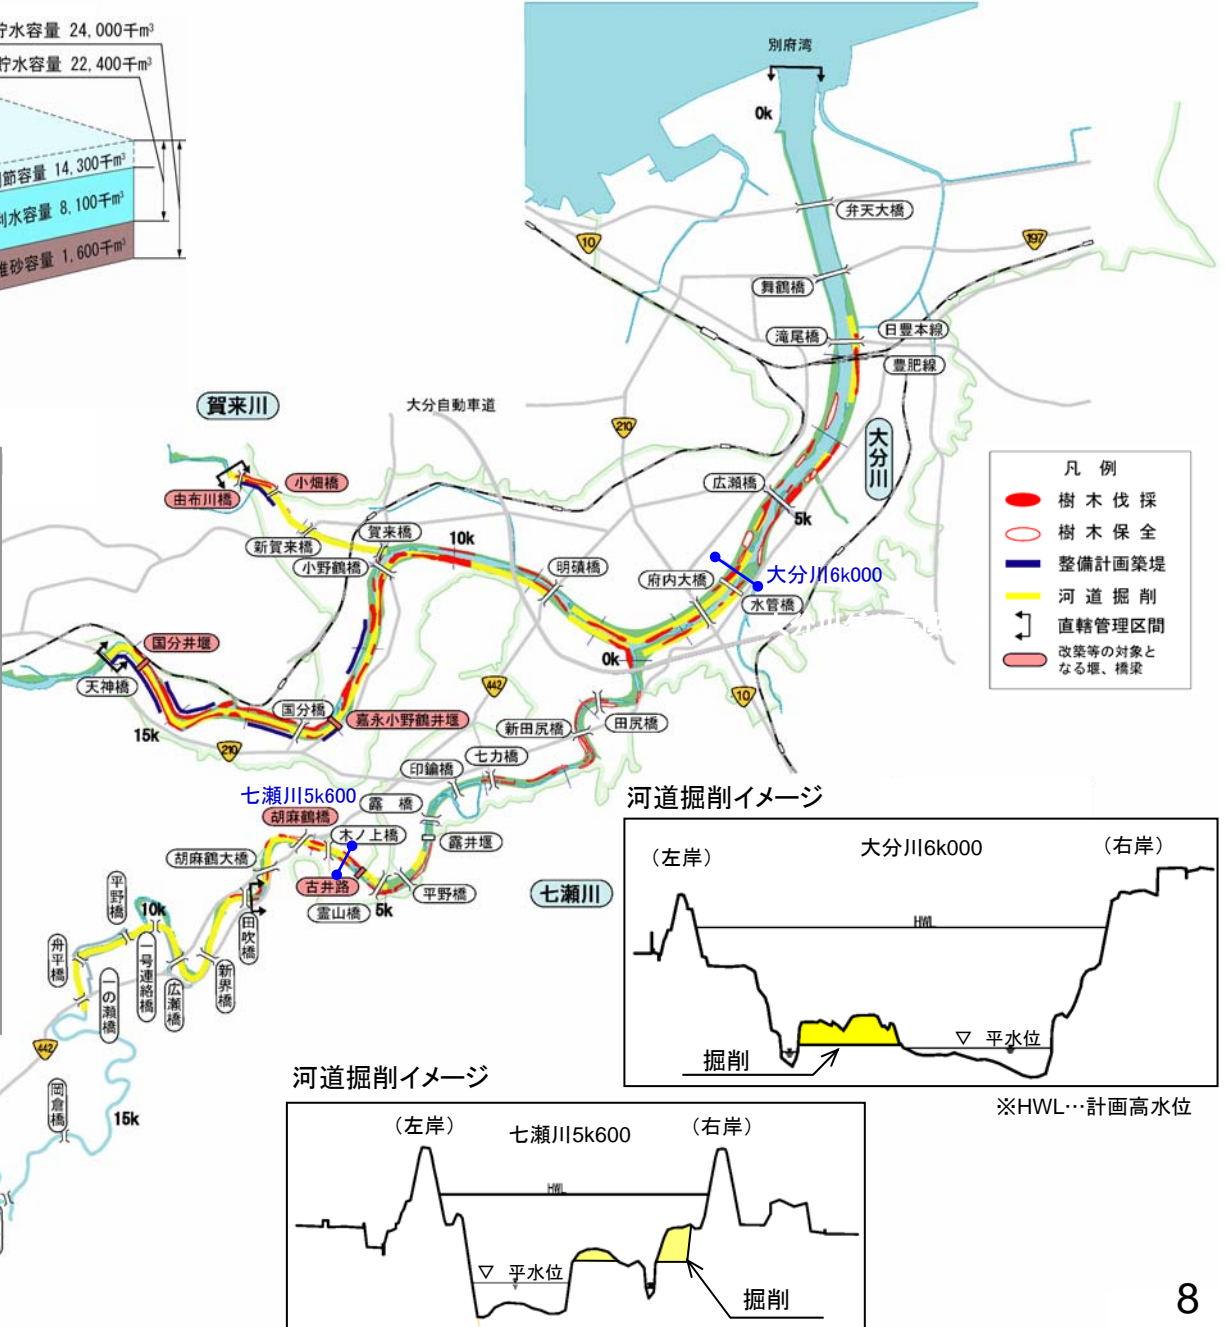 貯水容量 24,000千m³
貯水容量 22,400千m³
節容量 14,300千m³
利水容量 8,100千m³
堆砂容量 1,600千m³
別府湾
0k
弁天大橋
10
197
舞鶴橋
滝尾橋
日豊本線
豊肥線
賀来川
大分自動車道
210
大分川
小畑橋
由布川橋
広瀬橋
5k
新賀来橋
賀来橋
10k
小野鶴橋
明磧橋
府内大橋
大分川6k000
水管橋
凡 例
樹木伐採
樹木保全
整備計画築堤
河道掘削
直轄管理区間
改築等の対象と
なる堰、橋梁
国分井堰
天神橋
0k
442
10
国分橋
嘉永小野鶴井堰
15k
210
新田尻橋
田尻橋
七力橋
印鑰橋
七瀬川5k600
露 橋
胡麻鶴橋
木ノ上橋
露井堰
胡麻鶴大橋
古井路
平野橋
霊山橋
5k
七瀬川
平野橋
10k
田吹橋
舟平橋
一の瀬橋
一号連絡橋
広瀬橋
新界橋
442
岡倉橋
15k
河道掘削イメージ
(左岸)
大分川6k000
(右岸)
HWL
▽ 平水位
掘削
※HWL…計画高水位
河道掘削イメージ
(左岸)
七瀬川5k600
(右岸)
HWL
▽ 平水位
掘削
8